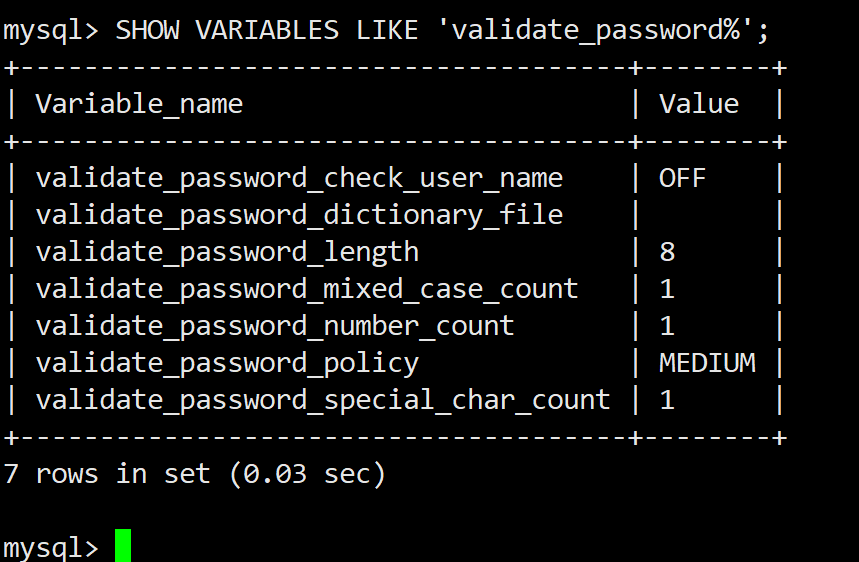 mysql> SHOW VARIABLES LIKE 'validate_password%';
+--------------------------------------+--------+
| Variable_name                        | Value  |
+--------------------------------------+--------+
| validate_password_check_user_name    | OFF    |
| validate_password_dictionary_file    |        |
| validate_password_length             | 8      |
| validate_password_mixed_case_count   | 1      |
| validate_password_number_count       | 1      |
| validate_password_policy             | MEDIUM |
| validate_password_special_char_count | 1      |
+--------------------------------------+--------+
7 rows in set (0.03 sec)
mysql>